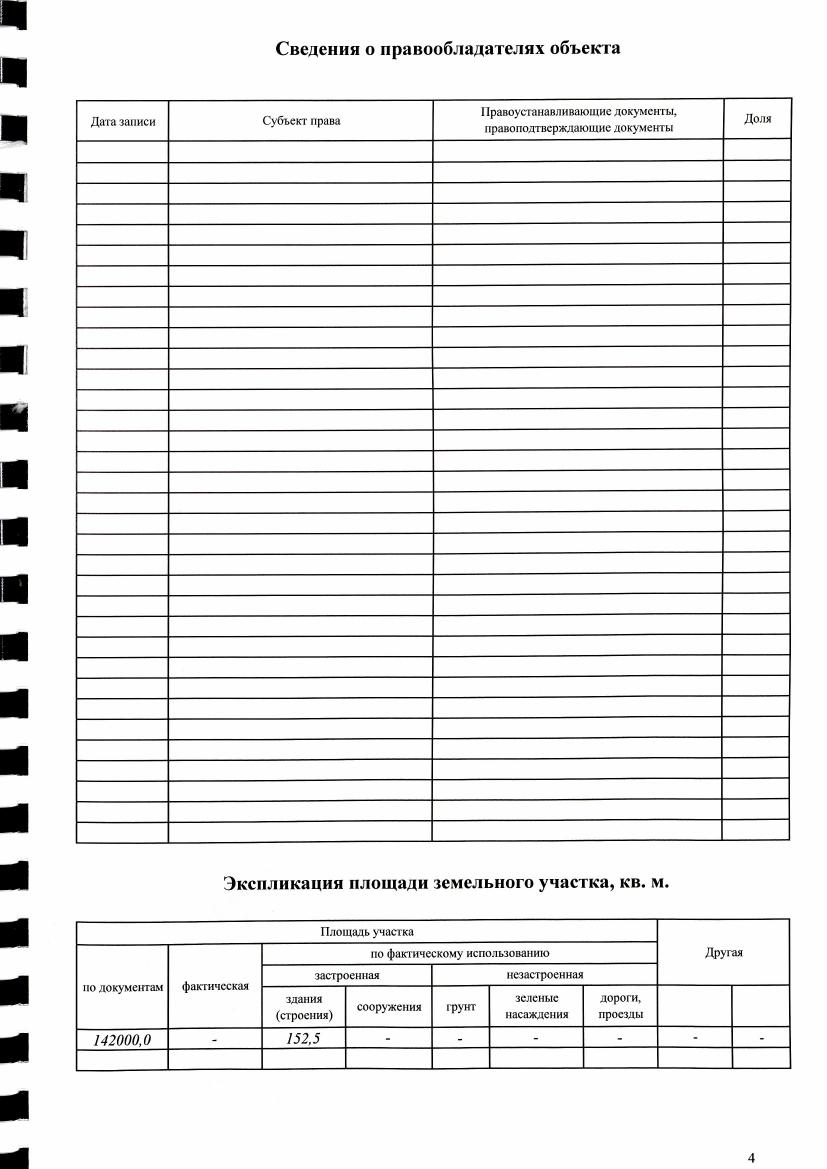 Сведения о правообладателях объекта
Дата записи
Субъект права
Правоустанавливающие документы,
правоподтверждающие документы
Доля
Экспликация площади земельного участка, кв. м.
Площадь участка
по документам
фактическая
по фактическому использованию
Другая
застроенная
незастроенная
здания
(строения)
сооружения
грунт
зеленые
насаждения
дороги,
проезды
142000,0 - 152,5 - - - - - -
4